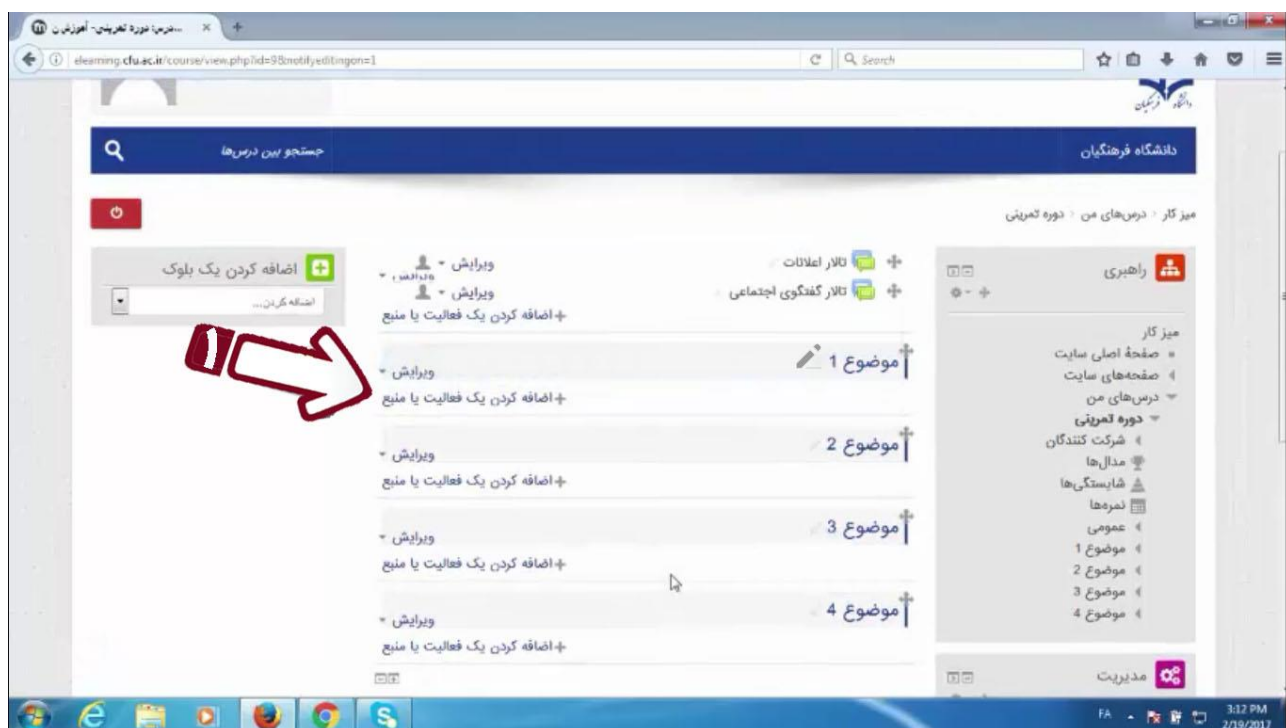 درس: دوره تمرینی- آموزش ن...
elearning.cfu.ac.ir/course/view.php?id=98&notifyeditingon=1
Search
دانشگاه فرهنگیان
دانشگاه فرهنگیان
جستجو بین درس‌ها
میز کار
درس‌های من
دوره تمرینی
راهبری
میز کار
صفحهٔ اصلی سایت
صفحه‌های سایت
درس‌های من
دوره تمرینی
شرکت کنندگان
مدال‌ها
شایستگی‌ها
نمره‌ها
عمومی
موضوع 1
موضوع 2
موضوع 3
موضوع 4
مدیریت
تالار اعلانات
ویرایش
ویرایش
تالار گفتگوی اجتماعی
ویرایش
+اضافه کردن یک فعالیت یا منبع
موضوع 1
ویرایش
+اضافه کردن یک فعالیت یا منبع
موضوع 2
ویرایش
+اضافه کردن یک فعالیت یا منبع
موضوع 3
ویرایش
+اضافه کردن یک فعالیت یا منبع
موضوع 4
ویرایش
+اضافه کردن یک فعالیت یا منبع
اضافه کردن یک بلوک
اضافه کردن...
FA
3:12 PM
2/19/2017